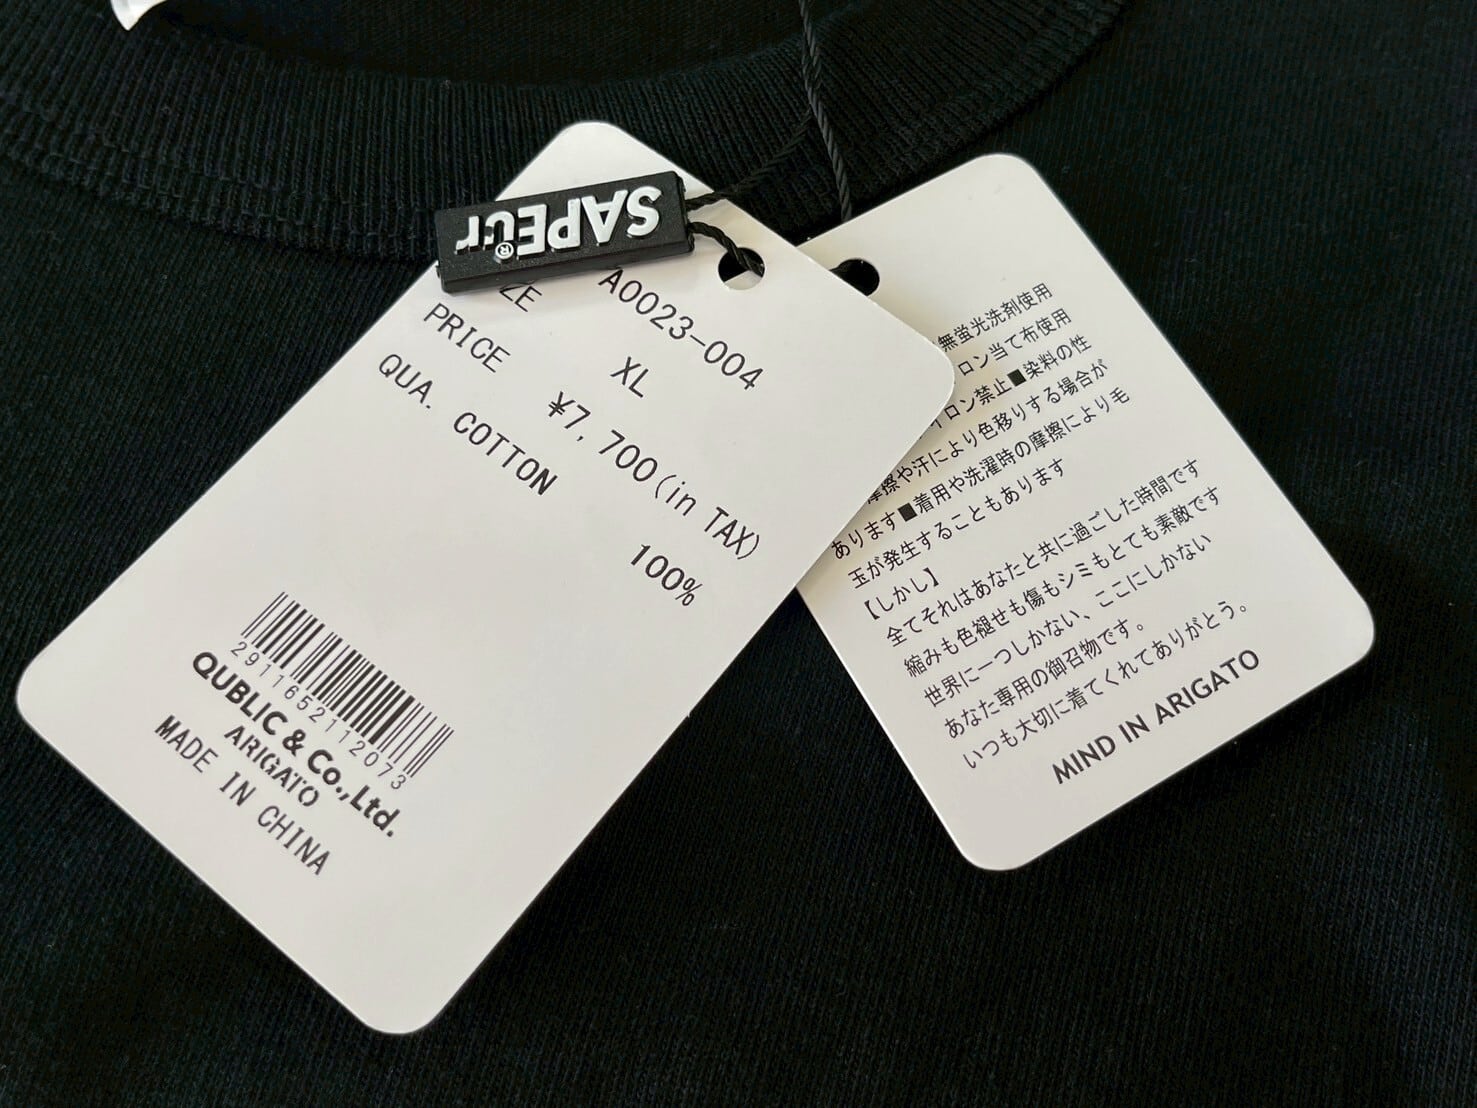 SAPEur®
A0023-004
ZE XL
PRICE ¥7,700(in TAX)
QUA. COTTON 100%
2911652112073
QUBLIC & Co.,Ltd.
ARIGATO
MADE IN CHINA
無蛍光洗剤使用
ロン当て布使用
イロン禁止■染料の性
摩擦や汗により色移りする場合が
あります■着用や洗濯時の摩擦により毛
玉が発生することもあります
【しかし】
全てそれはあなたと共に過ごした時間です
縮みも色褪せも傷もシミもとても素敵です
世界に一つしかない、ここにしかない
あなた専用の御召物です。
いつも大切に着てくれてありがとう。
MIND IN ARIGATO